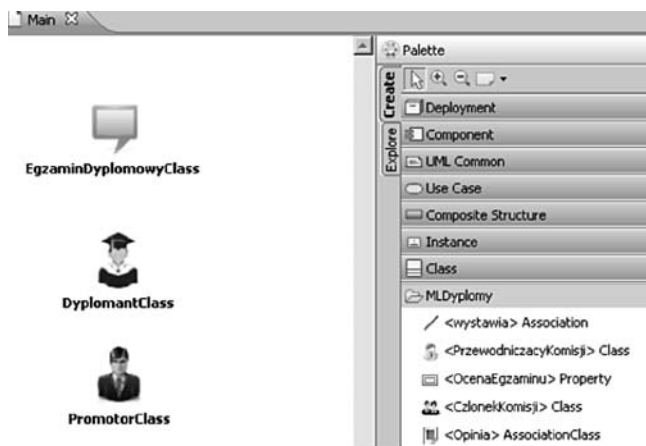 Main
EgzaminDyplomowyClass
DyplomantClass
PromotorClass
Palette
Create
Explore
Deployment
Component
UML Common
Use Case
Composite Structure
Instance
Class
MLDyplomy
<wystawia> Association
<PrzewodniczacyKomisji> Class
<OcenaEgzaminu> Property
<CzlonekKomisji> Class
<Opinia> AssociationClass